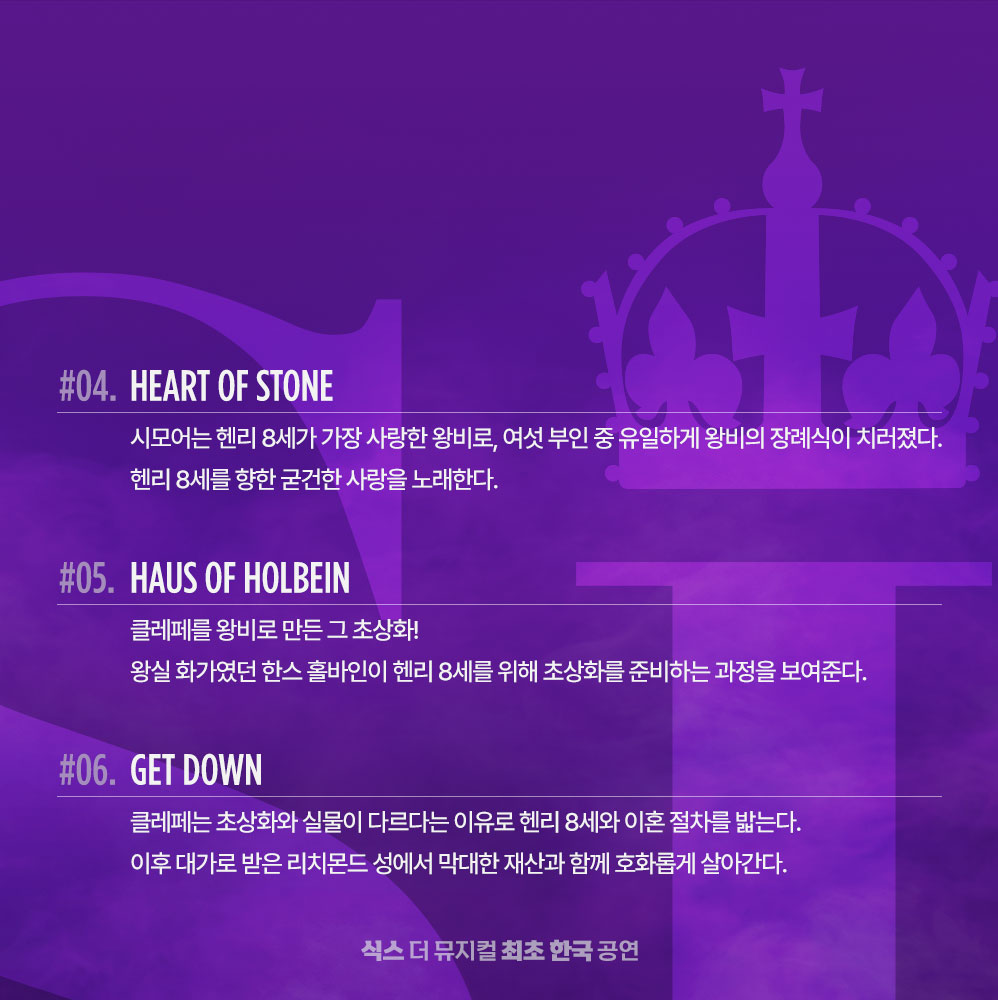 #04. HEART OF STONE
시모어는 헨리 8세가 가장 사랑한 왕비로, 여섯 부인 중 유일하게 왕비의 장례식이 치러졌다.
헨리 8세를 향한 굳건한 사랑을 노래한다.
#05. HAUS OF HOLBEIN
클레페를 왕비로 만든 그 초상화!
왕실 화가였던 한스 홀바인이 헨리 8세를 위해 초상화를 준비하는 과정을 보여준다.
#06. GET DOWN
클레페는 초상화와 실물이 다르다는 이유로 헨리 8세와 이혼 절차를 밟는다.
이후 대가로 받은 리치몬드 성에서 막대한 재산과 함께 호화롭게 살아간다.
식스 더 뮤지컬 최초 한국 공연